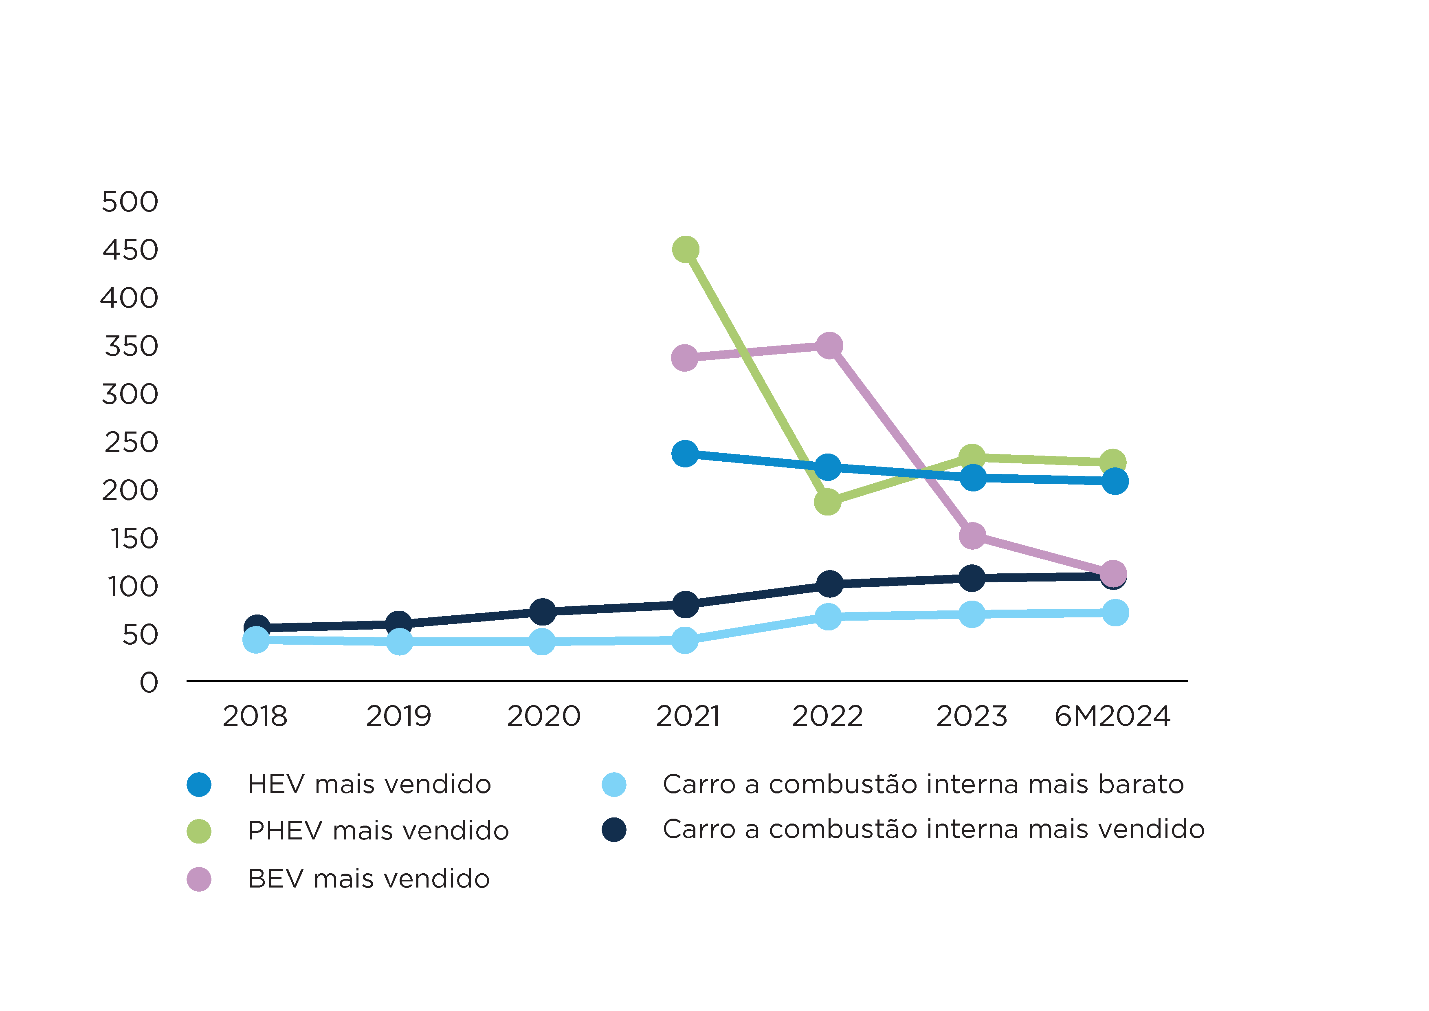 500
450
400
350
300
250
200
150
100
50
0
2018 2019 2020 2021 2022 2023 6M2024
HEV mais vendido
Carro a combustão interna mais barato
PHEV mais vendido
Carro a combustão interna mais vendido
BEV mais vendido